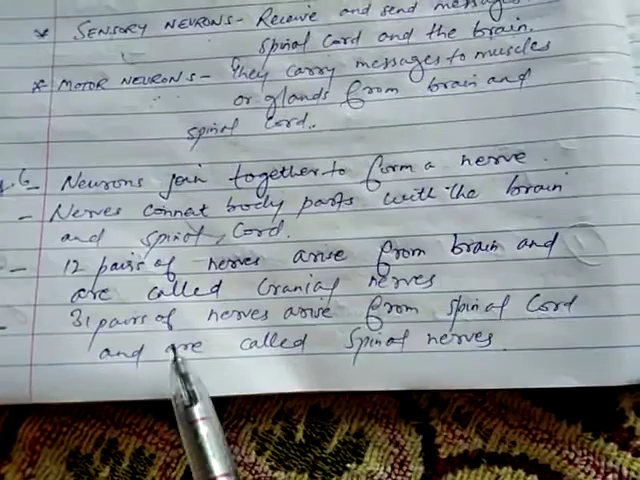 * SENSORY NEURONS - Receive and send messages
spinal Cord and the brain.
* MOTOR NEURONS - They carry messages to muscles
or glands from brain and
spinal Cord.
6 - Neurons join together to form a nerve.
- Nerves connect body parts with the brain
and spinal Cord.
- 12 pairs of nerves arise from brain and
are called Cranial nerves
- 31 pairs of nerves arise from spinal Cord
and are called Spinal nerves.